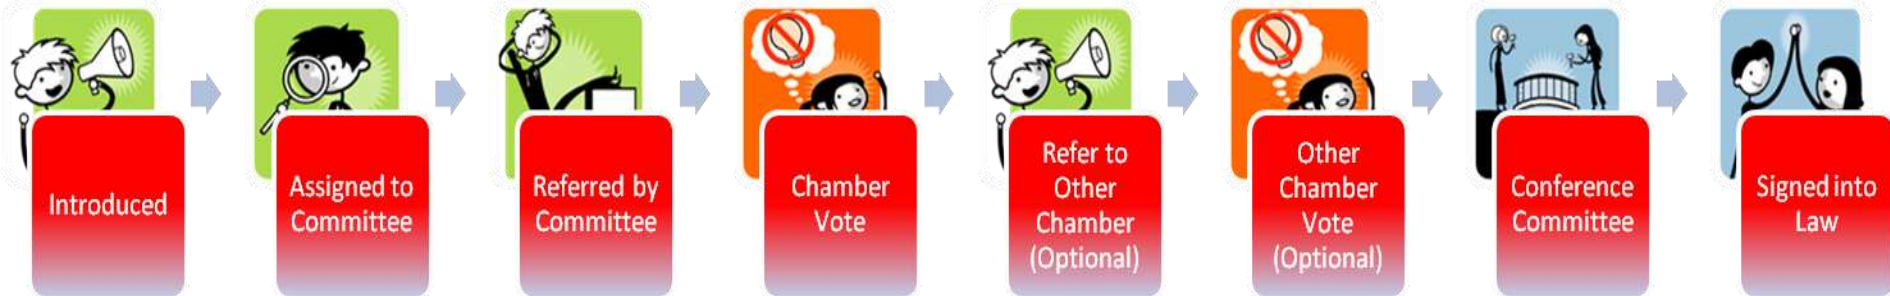 Introduced
Assigned to
Committee
Referred by
Committee
Chamber
Vote
Refer to
Other
Chamber
(Optional)
Other
Chamber
Vote
(Optional)
Conference
Committee
Signed into
Law